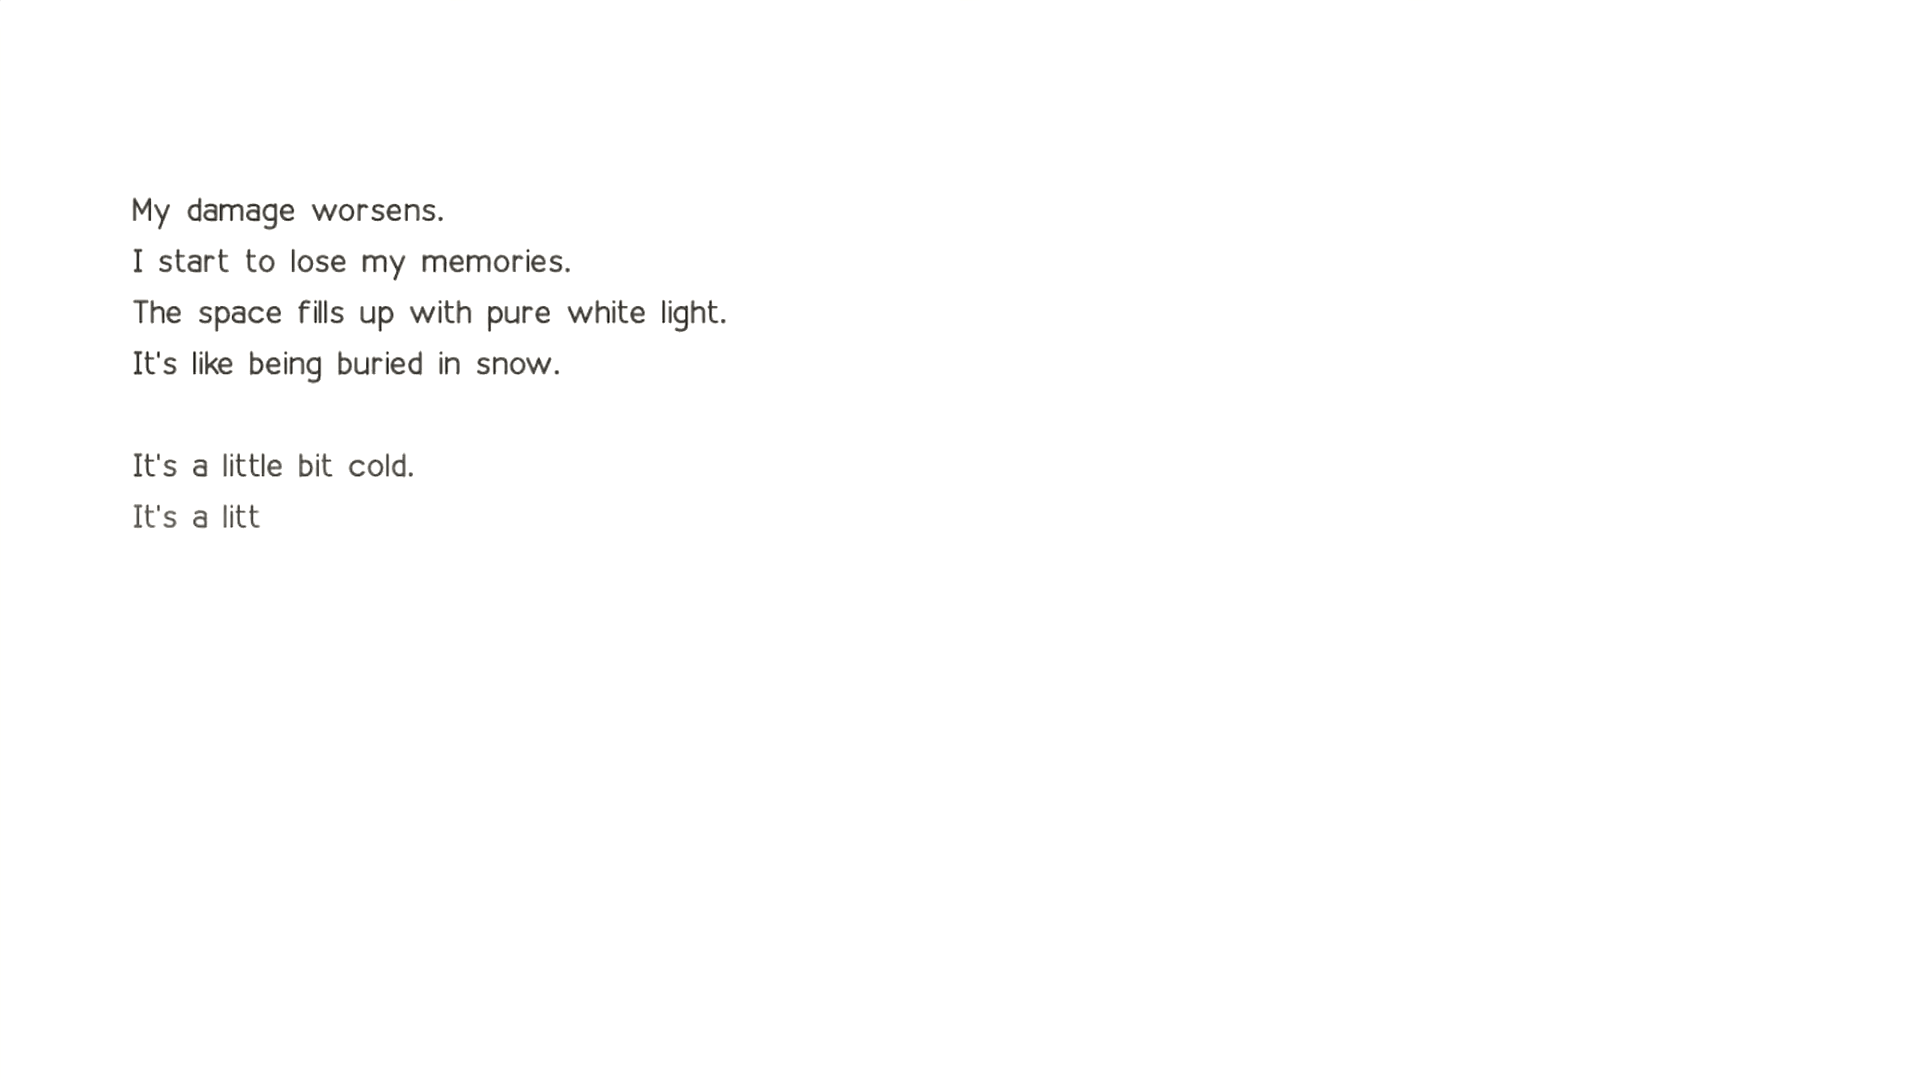 My damage worsens.
I start to lose my memories.
The space fills up with pure white light.
It's like being buried in snow.
It's a little bit cold.
It's a litt